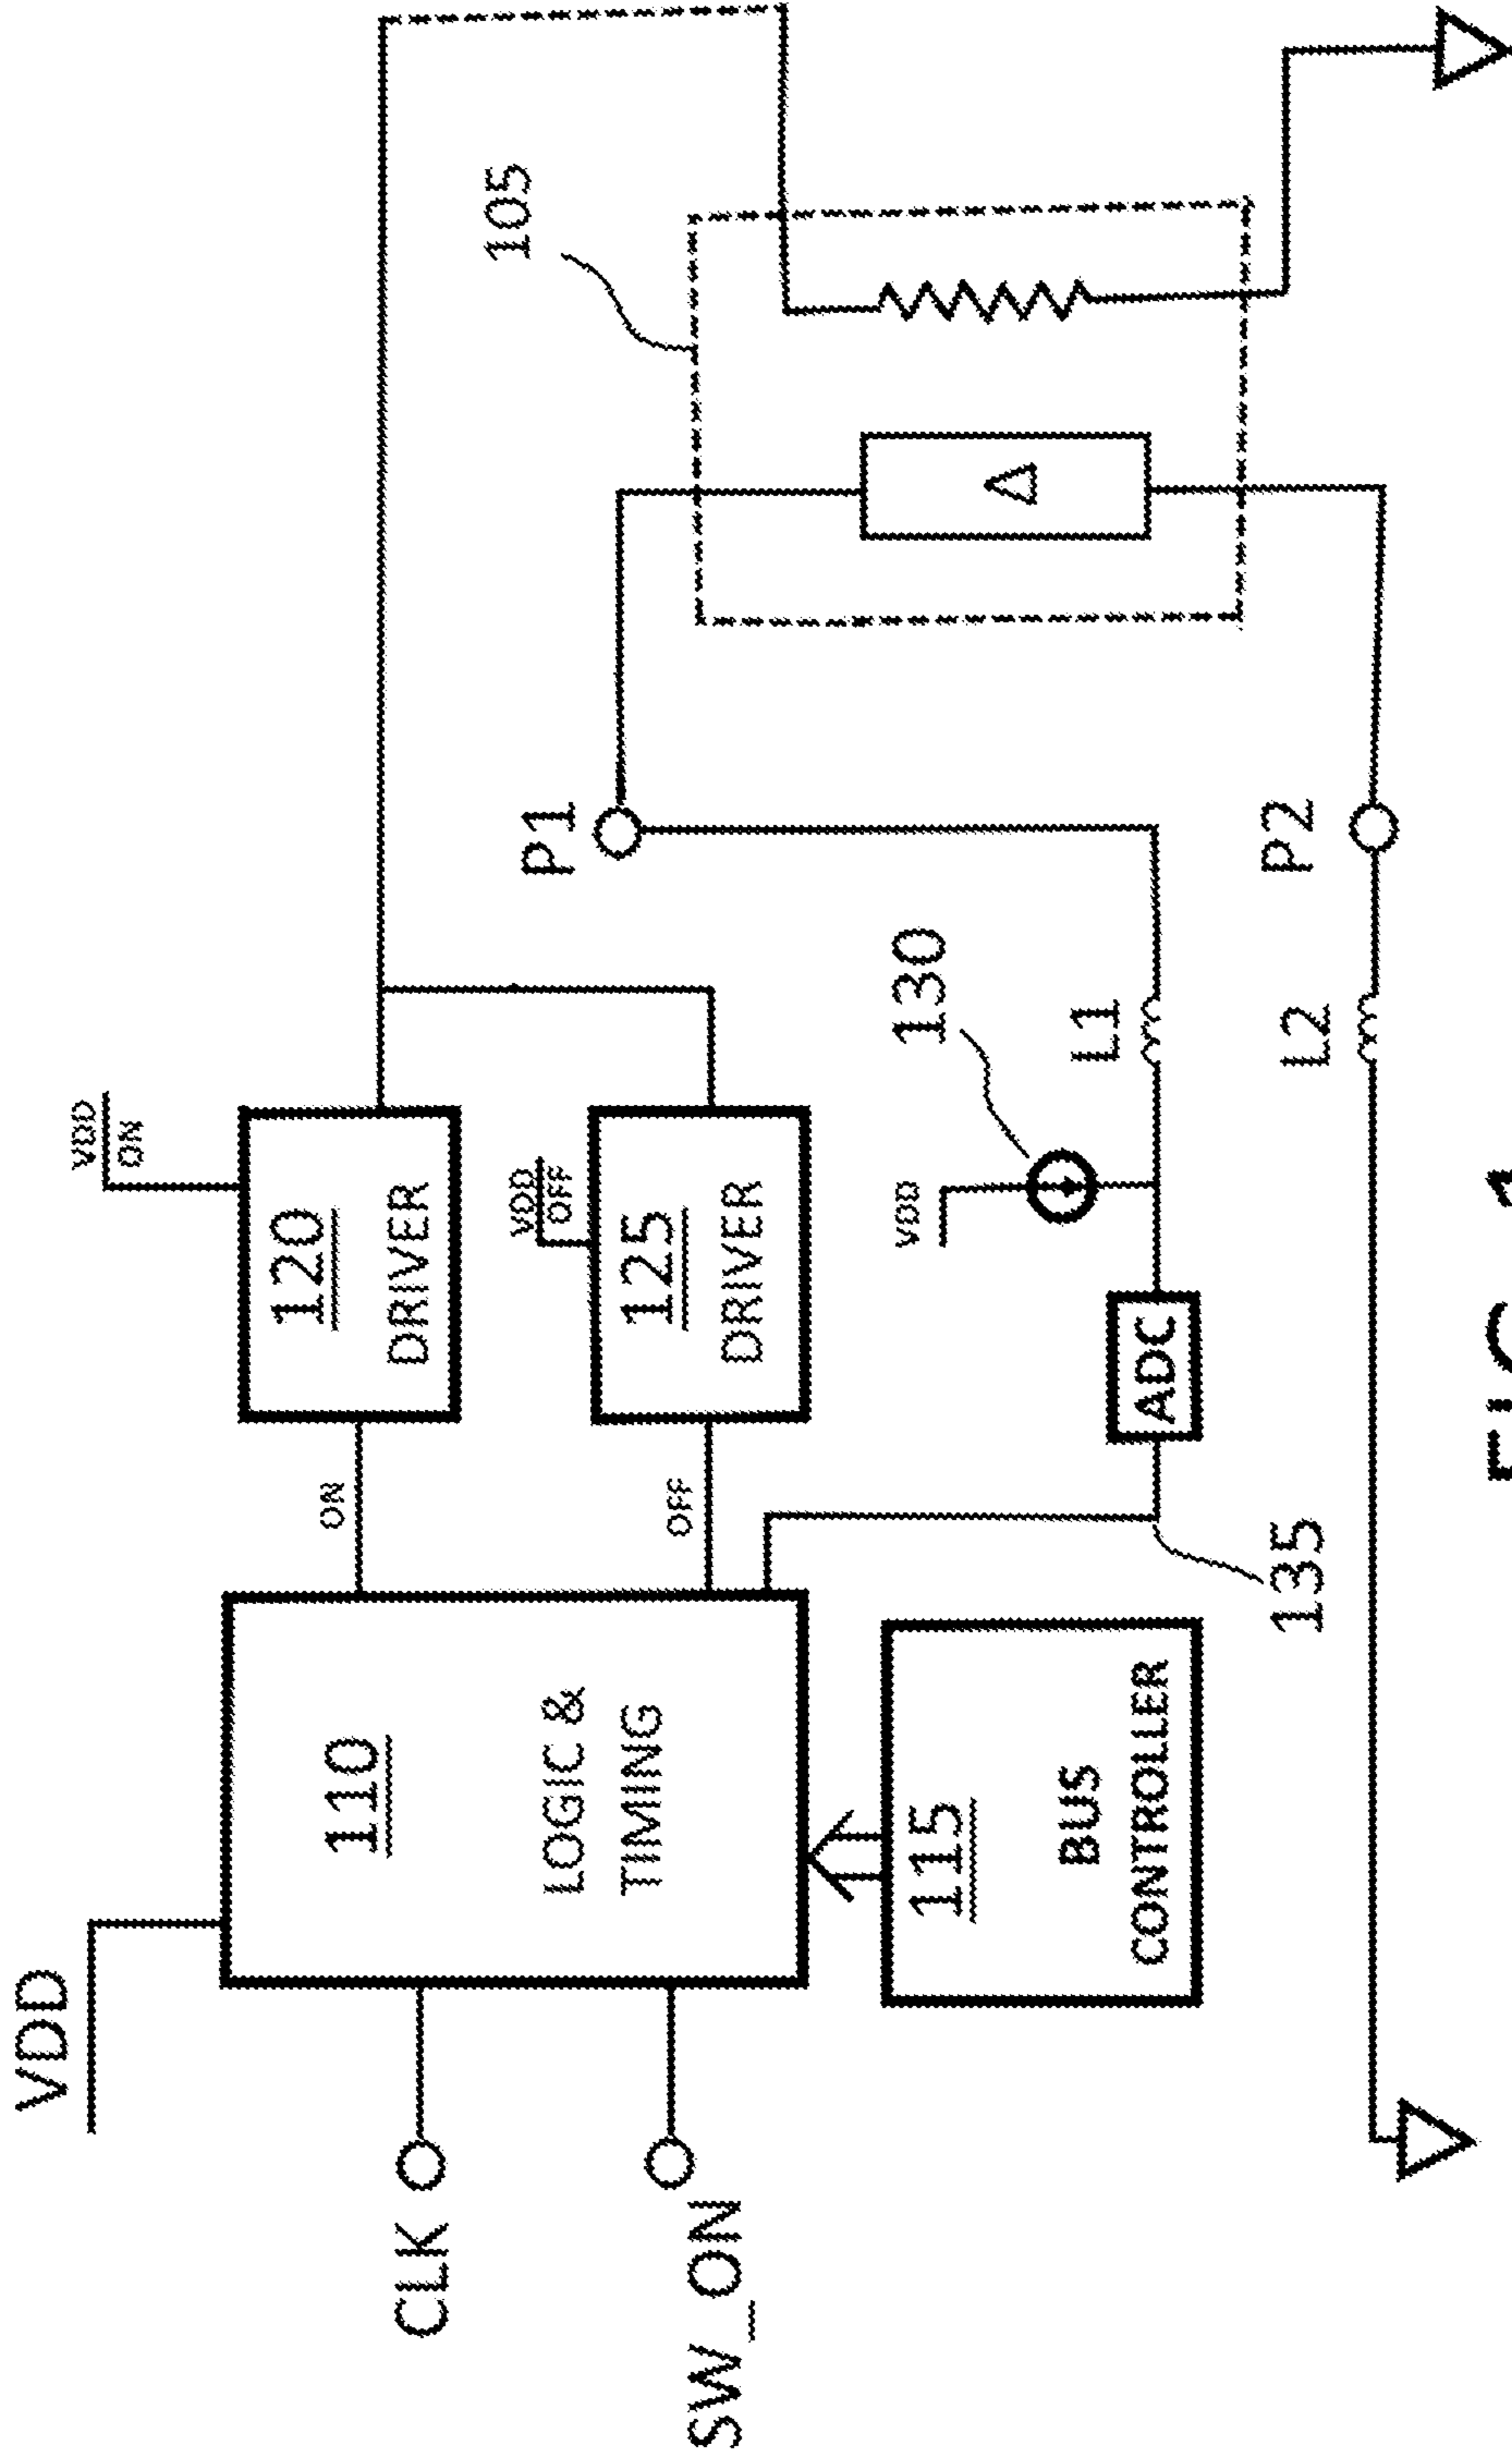 VDD
CLK
SW_ON
110
LOGIC &
TIMING
115
BUS
CONTROLLER
ON
OFF
120
DRIVER
VDD
ON
125
DRIVER
VDD
OFF
ADC
135
VDD
130
L1
L2
P1
P2
105